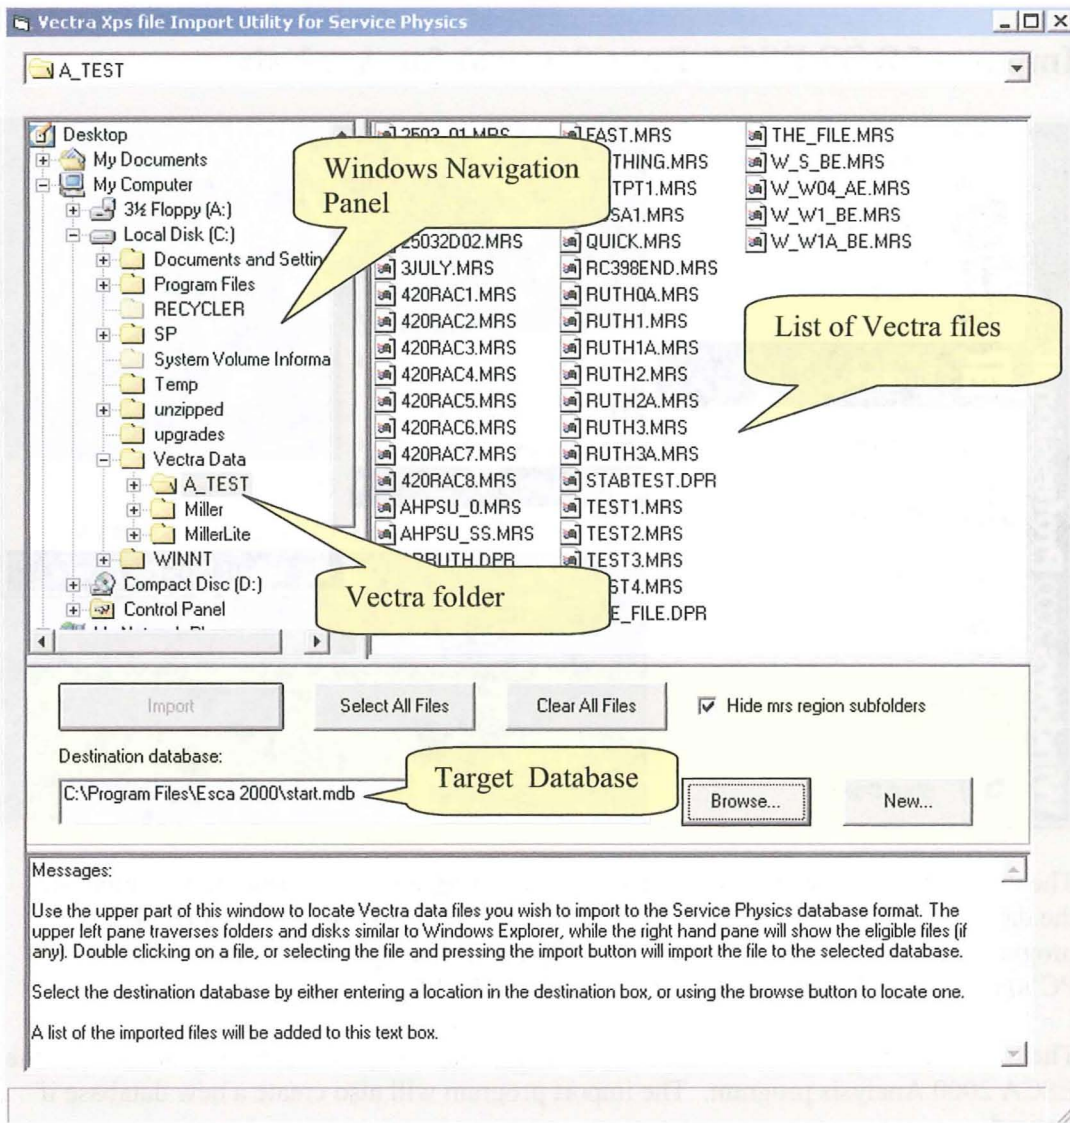 Vectra Xps file Import Utility for Service Physics
A_TEST
Desktop
My Documents
My Computer
3½ Floppy (A:)
Local Disk (C:)
Documents and Settin
Program Files
RECYCLER
SP
System Volume Informa
Temp
unzipped
upgrades
Vectra Data
A_TEST
Miller
MillerLite
WINNT
Compact Disc (D:)
Control Panel
Windows Navigation
Panel
2503_01.MRS
25032D02.MRS
3JULY.MRS
420RAC1.MRS
420RAC2.MRS
420RAC3.MRS
420RAC4.MRS
420RAC5.MRS
420RAC6.MRS
420RAC7.MRS
420RAC8.MRS
AHPSU_0.MRS
AHPSU_SS.MRS
RUTH.DPR
FAST.MRS
THING.MRS
TPT1.MRS
SA1.MRS
QUICK.MRS
RC398END.MRS
RUTH0A.MRS
RUTH1.MRS
RUTH1A.MRS
RUTH2.MRS
RUTH2A.MRS
RUTH3.MRS
RUTH3A.MRS
STABTEST.DPR
TEST1.MRS
TEST2.MRS
TEST3.MRS
ST4.MRS
E_FILE.DPR
THE_FILE.MRS
W_S_BE.MRS
W_W04_AE.MRS
W_W1_BE.MRS
W_W1A_BE.MRS
List of Vectra files
Vectra folder
Import
Select All Files
Clear All Files
Hide mrs region subfolders
Destination database:
C:\Program Files\Esca 2000\start.mdb
Target Database
Browse...
New...
Messages:
Use the upper part of this window to locate Vectra data files you wish to import to the Service Physics database format. The
upper left pane traverses folders and disks similar to Windows Explorer, while the right hand pane will show the eligible files (if
any). Double clicking on a file, or selecting the file and pressing the import button will import the file to the selected database.
Select the destination database by either entering a location in the destination box, or using the browse button to locate one.
A list of the imported files will be added to this text box.